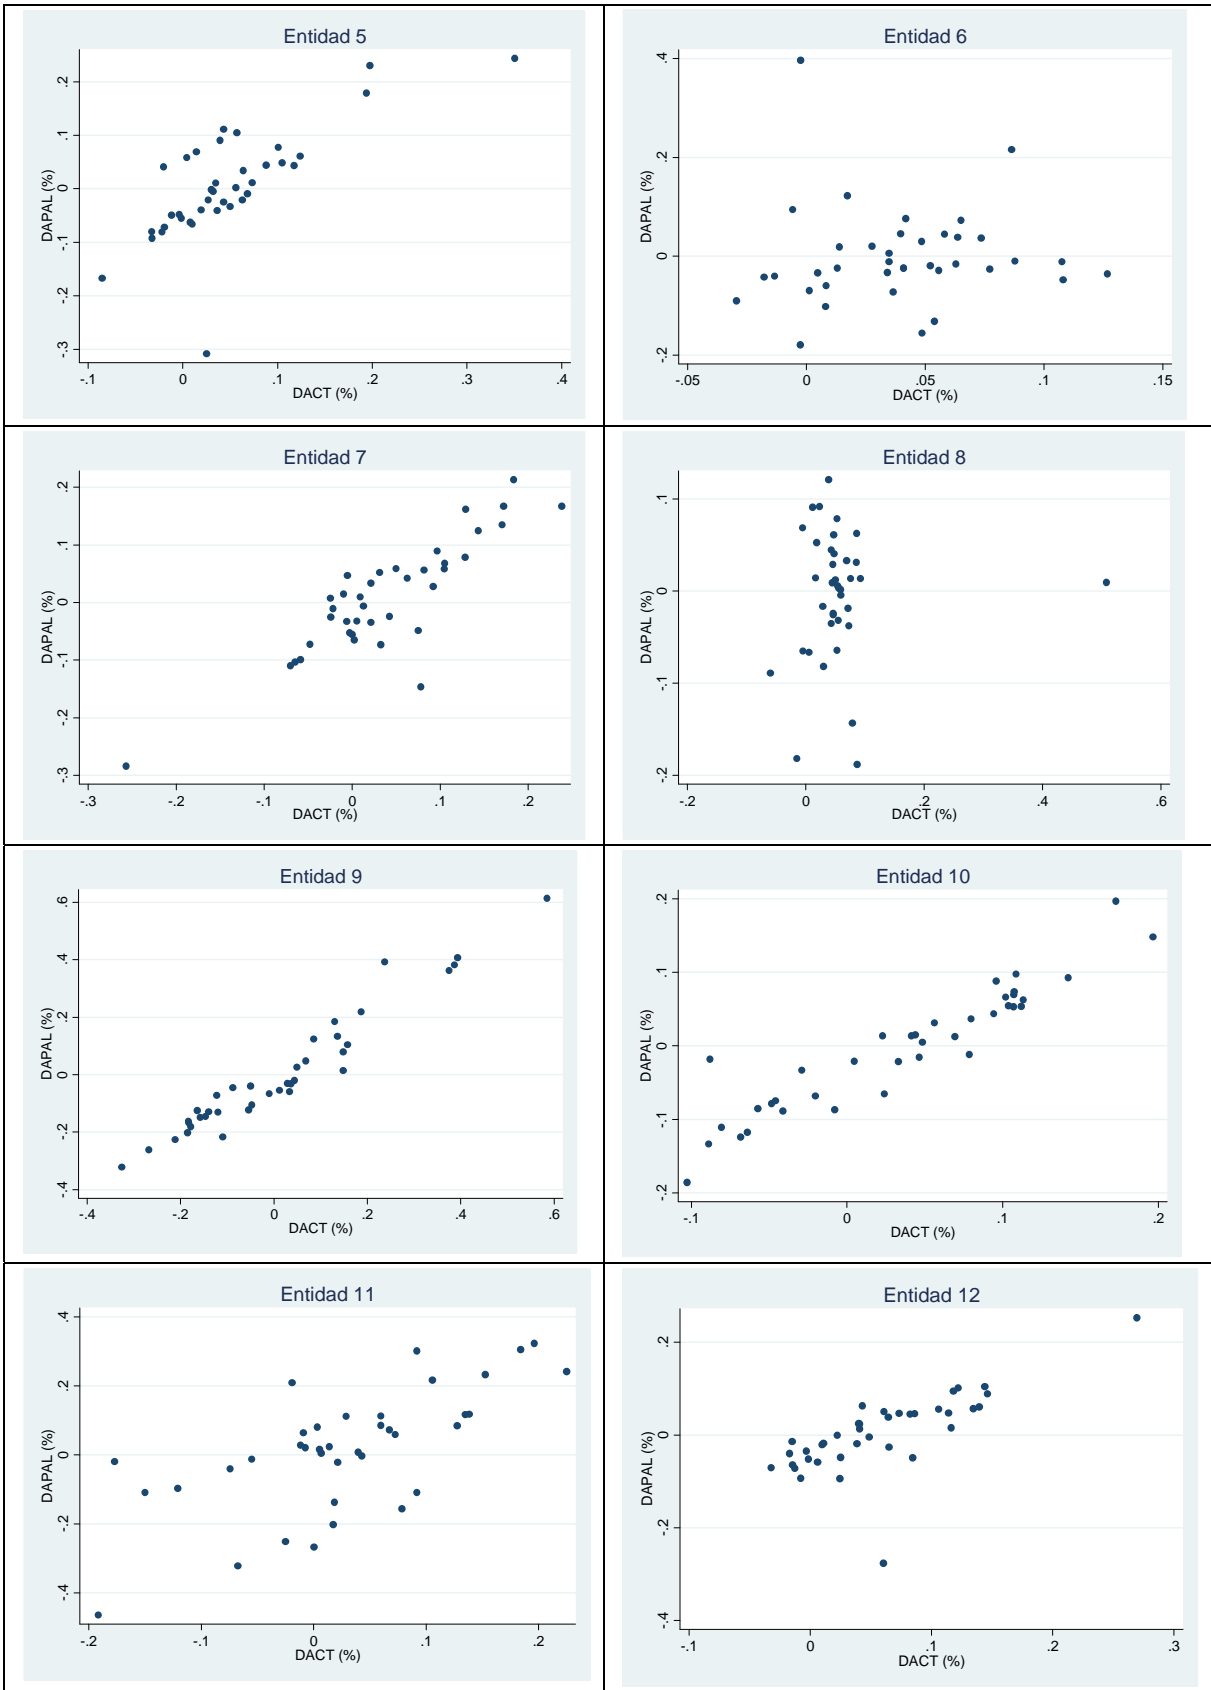 Entidad 5
.2
.1
0
-.1
-.2
-.3
DAPAL (%)
-.1 0 .1 .2 .3 .4
DACT (%)
Entidad 6
.4
.2
0
-.2
DAPAL (%)
-.05 0 .05 .1 .15
DACT (%)
Entidad 7
.2
.1
0
-.1
-.2
-.3
DAPAL (%)
-.3 -.2 -.1 0 .1 .2
DACT (%)
Entidad 8
.1
0
-.1
-.2
DAPAL (%)
-.2 0 .2 .4 .6
DACT (%)
Entidad 9
.6
.4
.2
0
-.2
-.4
DAPAL (%)
-.4 -.2 0 .2 .4 .6
DACT (%)
Entidad 10
.2
.1
0
-.1
-.2
DAPAL (%)
-.1 0 .1 .2
DACT (%)
Entidad 11
.4
.2
0
-.2
-.4
DAPAL (%)
-.2 -.1 0 .1 .2
DACT (%)
Entidad 12
.2
0
-.2
-.4
DAPAL (%)
-.1 0 .1 .2 .3
DACT (%)